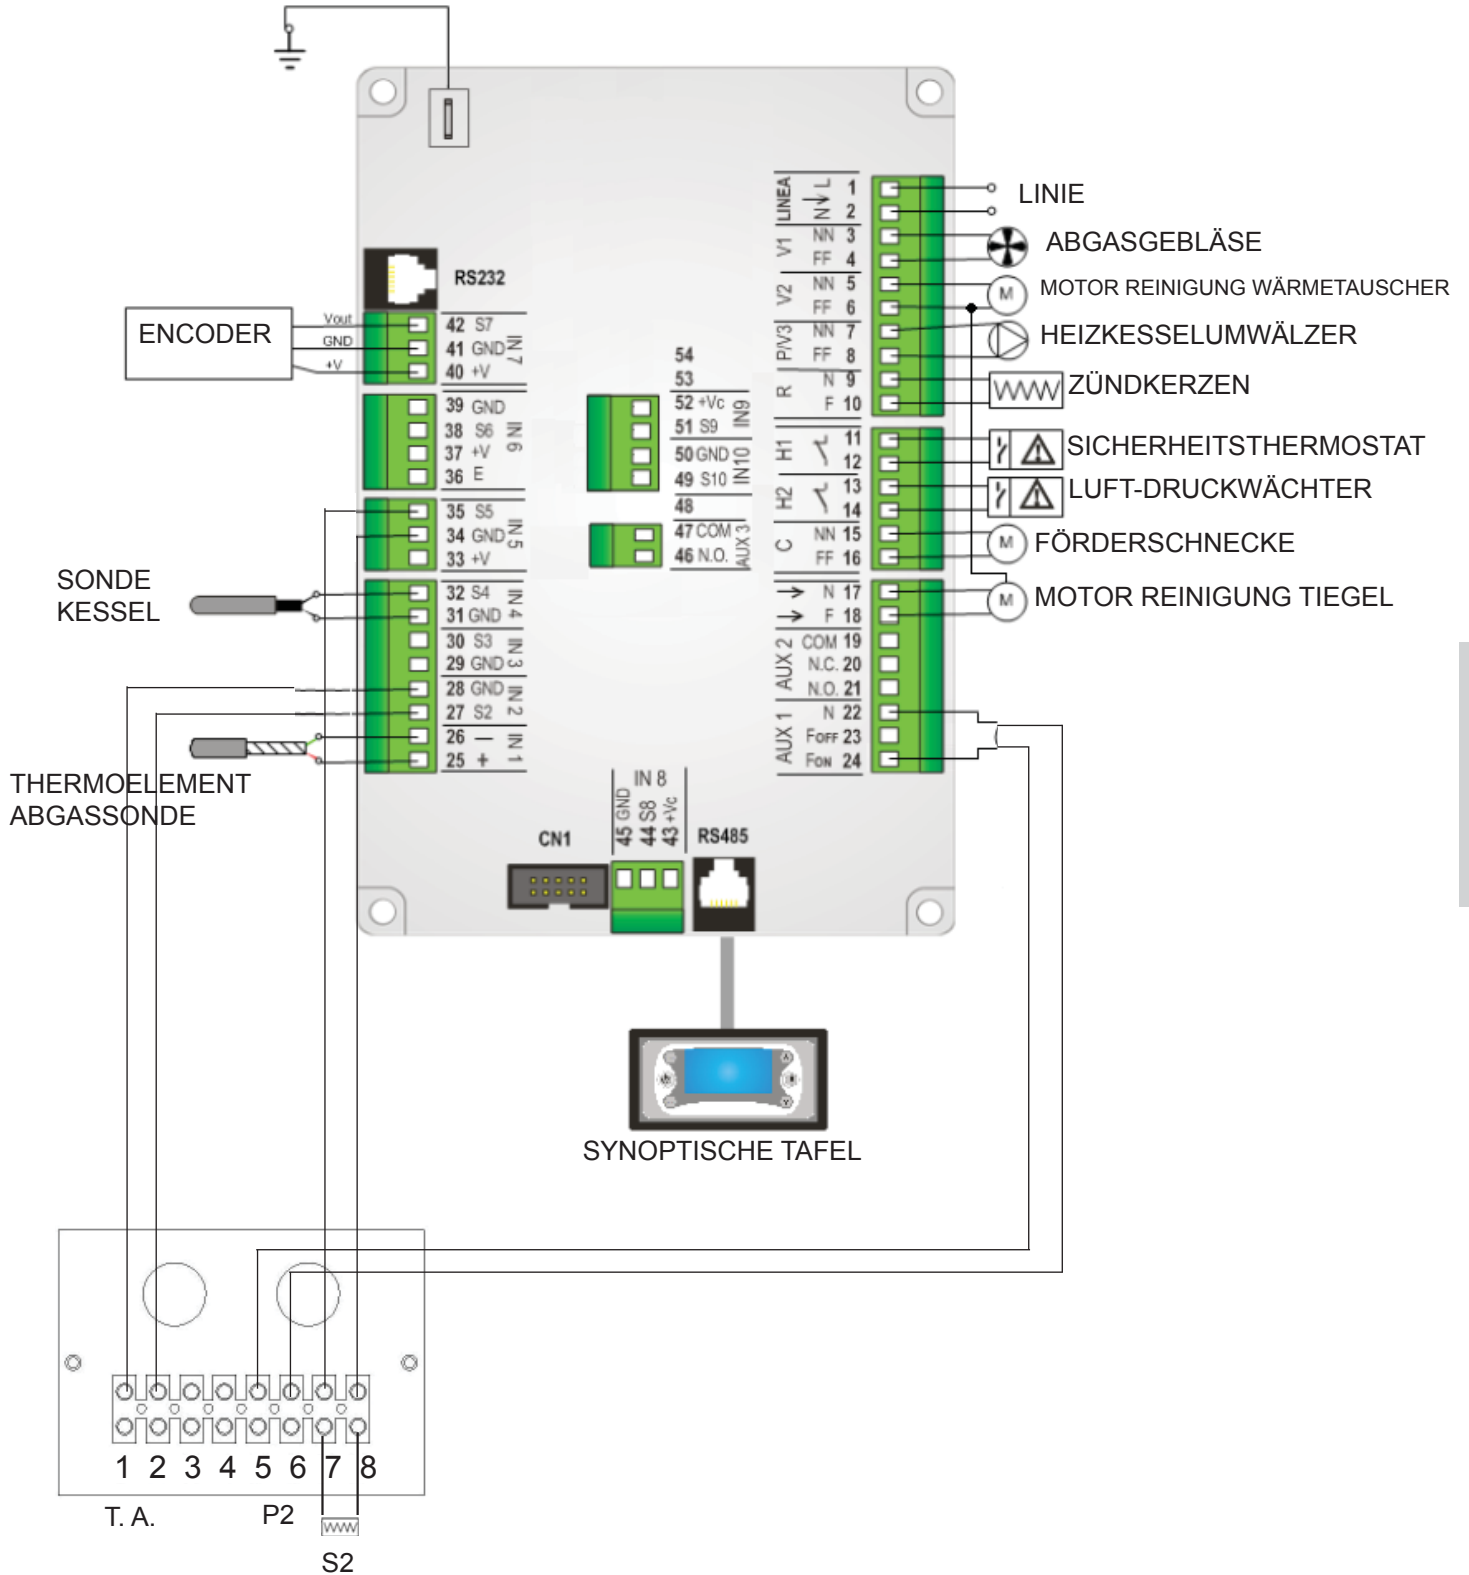 LINEA
L
N
1
2
LINIE
V1
NN 3
FF 4
ABGASGEBLÄSE
V2
NN 5
FF 6
M
MOTOR REINIGUNG WÄRMETAUSCHER
P/V3
NN 7
FF 8
HEIZKESSELUMWÄLZER
R
N 9
F 10
ZÜNDKERZEN
H1
11
12
SICHERHEITSTHERMOSTAT
H2
13
14
LUFT-DRUCKWÄCHTER
C
NN 15
FF 16
M
FÖRDERSCHNECKE
N 17
F 18
M
MOTOR REINIGUNG TIEGEL
AUX 2
COM 19
N.C. 20
N.O. 21
AUX 1
N 22
FOFF 23
FON 24
RS232
ENCODER
Vout
GND
+V
42 S7
41 GND
40 +V
IN 7
39 GND
38 S6
37 +V
36 E
IN 6
35 S5
34 GND
33 +V
IN 5
SONDE
KESSEL
32 S4
31 GND
IN 4
30 S3
29 GND
IN 3
28 GND
27 S2
IN 2
26 —
25 +
IN 1
THERMOELEMENT
ABGASSONDE
54
53
52 +Vc
51 S9
IN9
50 GND
49 S10
IN10
48
47 COM
46 N.O.
AUX 3
IN 8
45 GND
44 S8
43 +Vc
CN1
RS485
SYNOPTISCHE TAFEL
1 2 3 4 5 6 7 8
T. A.
P2
S2